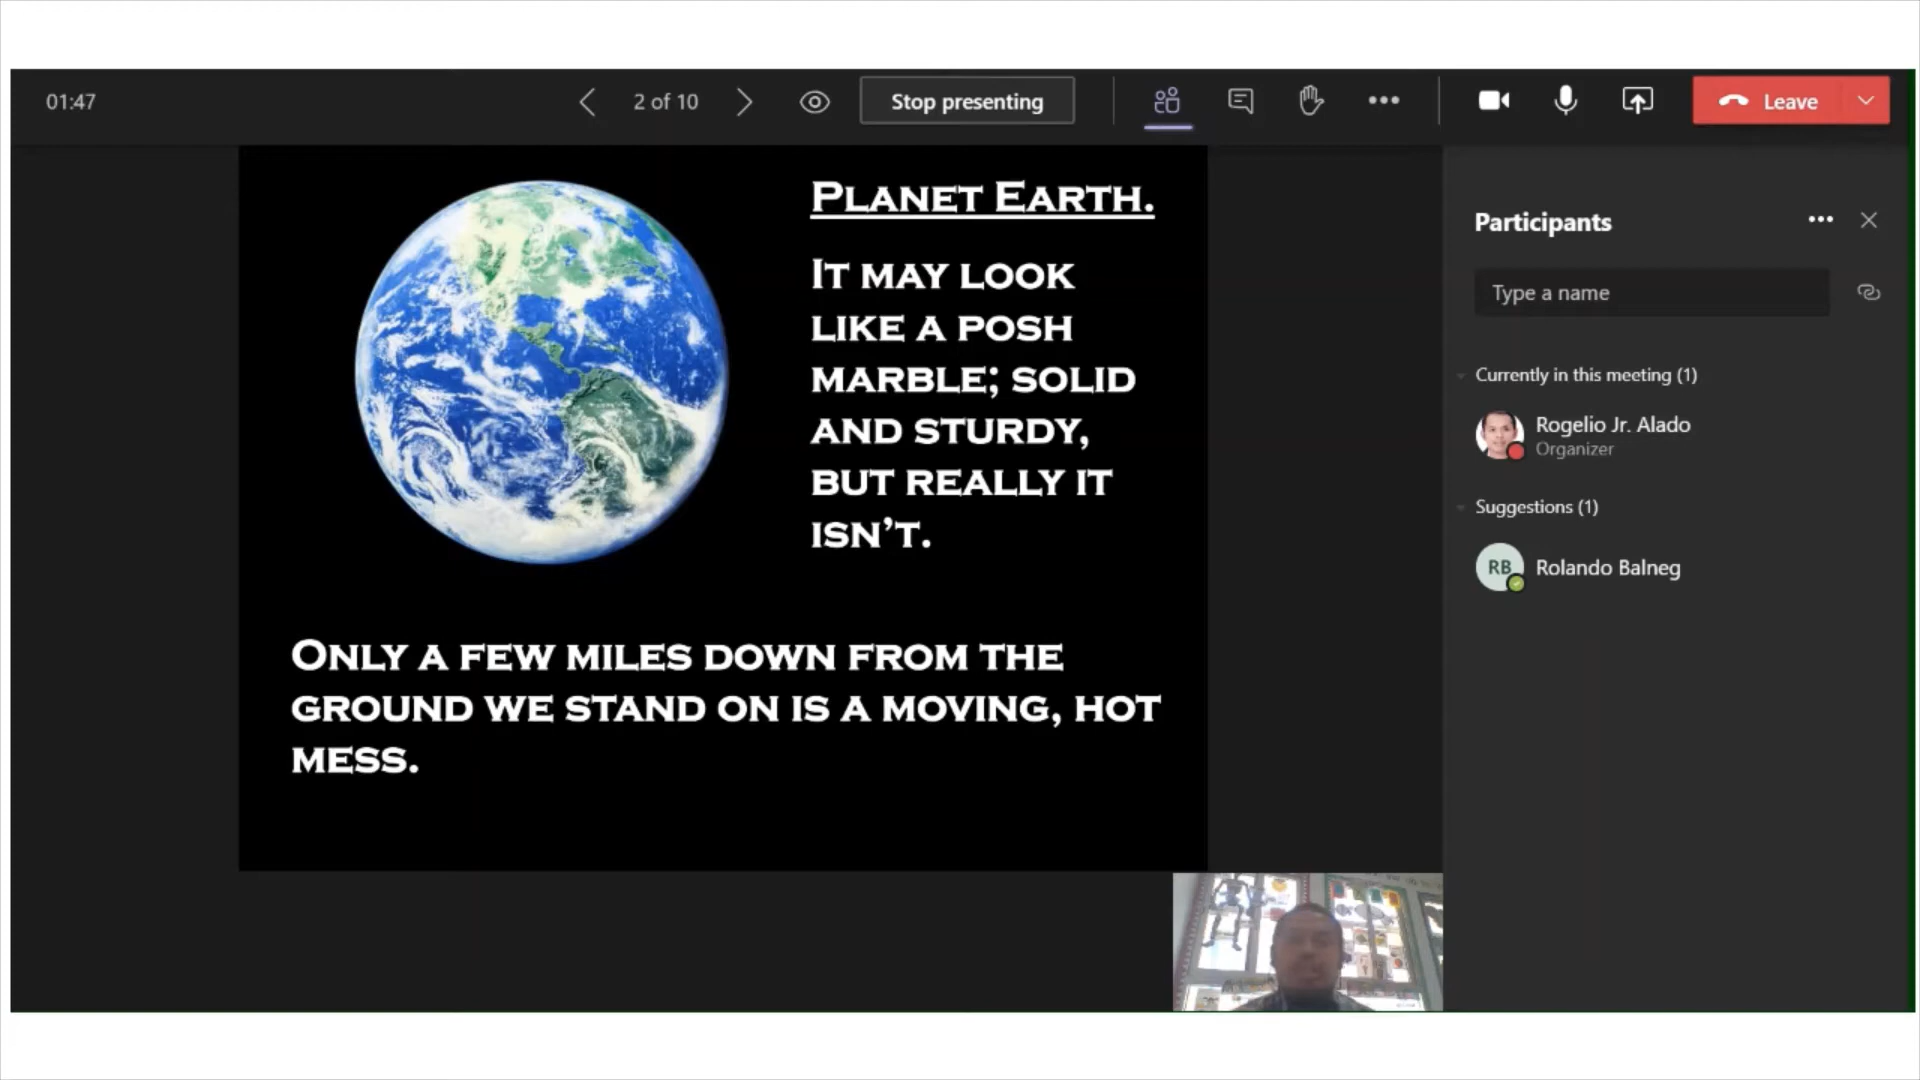 01:47
2 of 10
Stop presenting
Leave
PLANET EARTH.
IT MAY LOOK
LIKE A POSH
MARBLE; SOLID
AND STURDY,
BUT REALLY IT
ISN'T.
ONLY A FEW MILES DOWN FROM THE
GROUND WE STAND ON IS A MOVING, HOT
MESS.
Participants
Type a name
Currently in this meeting (1)
Rogelio Jr. Alado
Organizer
Suggestions (1)
RB
Rolando Balneg